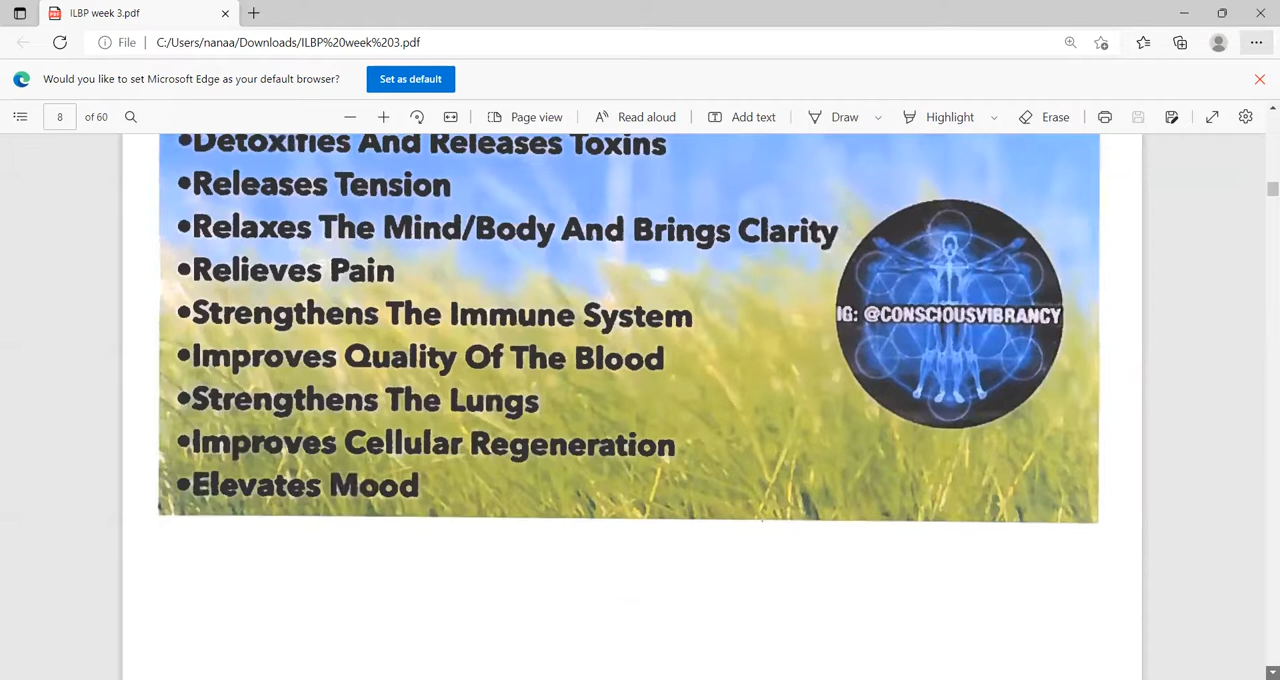 ILBP week 3.pdf
File
C:/Users/nanaa/Downloads/ILBP%20week%203.pdf
Would you like to set Microsoft Edge as your default browser?
Set as default
8 of 60
Page view
Read aloud
Add text
Draw
Highlight
Erase
•Detoxifies And Releases Toxins
•Releases Tension
•Relaxes The Mind/Body And Brings Clarity
•Relieves Pain
•Strengthens The Immune System
IG: @CONSCIOUSVIBRANCY
•Improves Quality Of The Blood
•Strengthens The Lungs
•Improves Cellular Regeneration
•Elevates Mood